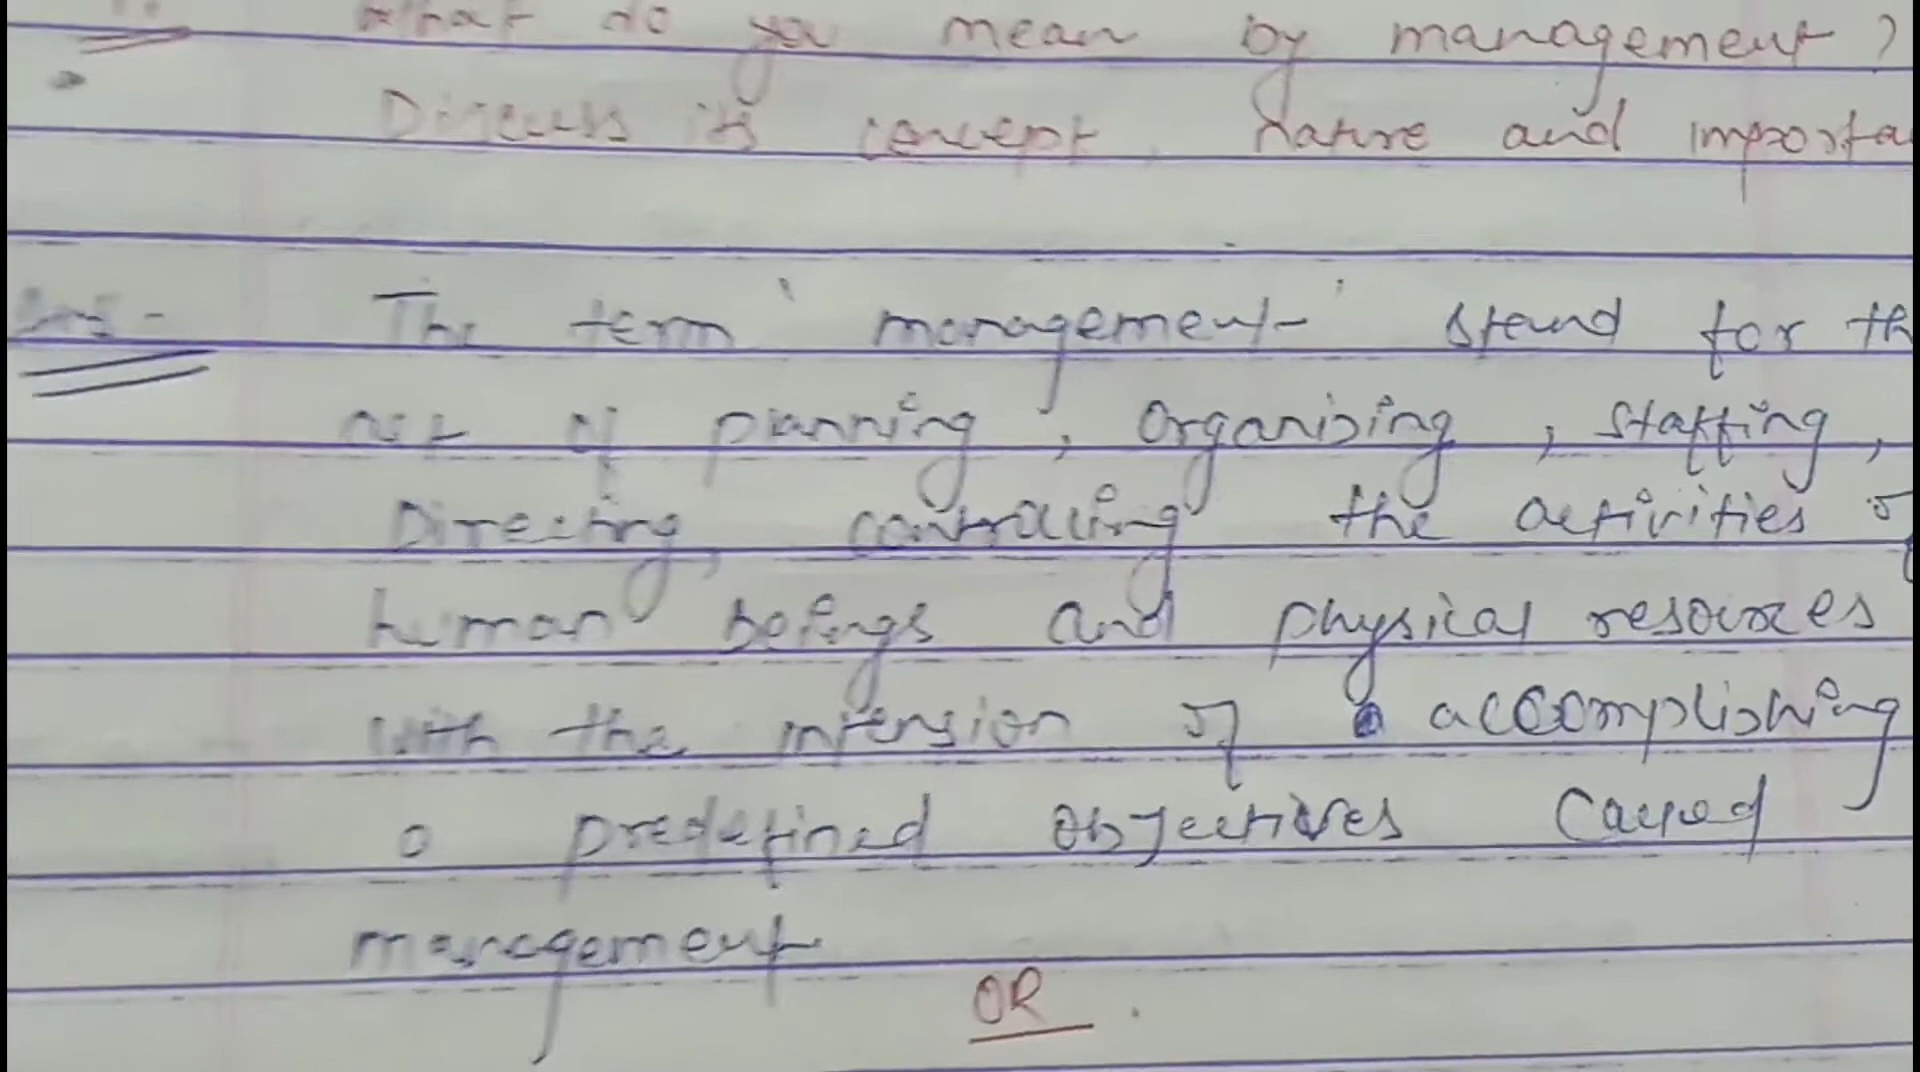 What do you mean by management?
Discuss its concept, nature and importa
Ans- The term 'management' stand for th
act of planning, Organising, Staffing,
Directing, controlling the activities of
human beings and physical resources
with the intension of accomplishing
a predefined objectives called
management
OR